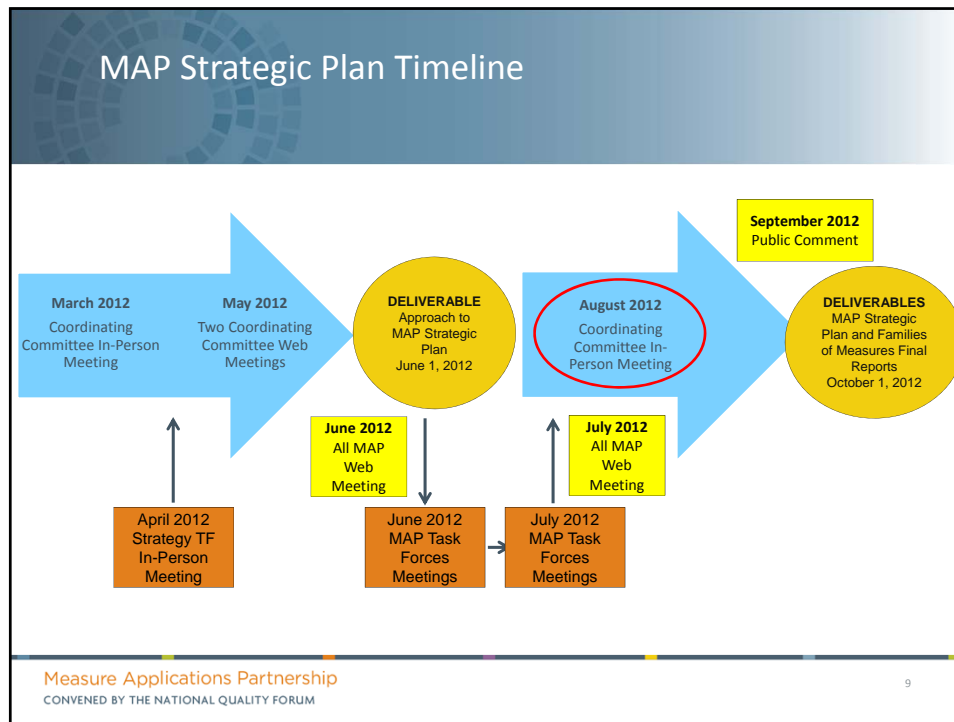 MAP Strategic Plan Timeline
March 2012
Coordinating
Committee In-Person
Meeting
May 2012
Two Coordinating
Committee Web
Meetings
DELIVERABLE
Approach to
MAP Strategic
Plan
June 1, 2012
August 2012
Coordinating
Committee In-
Person Meeting
September 2012
Public Comment
DELIVERABLES
MAP Strategic
Plan and Families
of Measures Final
Reports
October 1, 2012
June 2012
All MAP
Web
Meeting
July 2012
All MAP
Web
Meeting
April 2012
Strategy TF
In-Person
Meeting
June 2012
MAP Task
Forces
Meetings
July 2012
MAP Task
Forces
Meetings
Measure Applications Partnership
CONVENED BY THE NATIONAL QUALITY FORUM
9